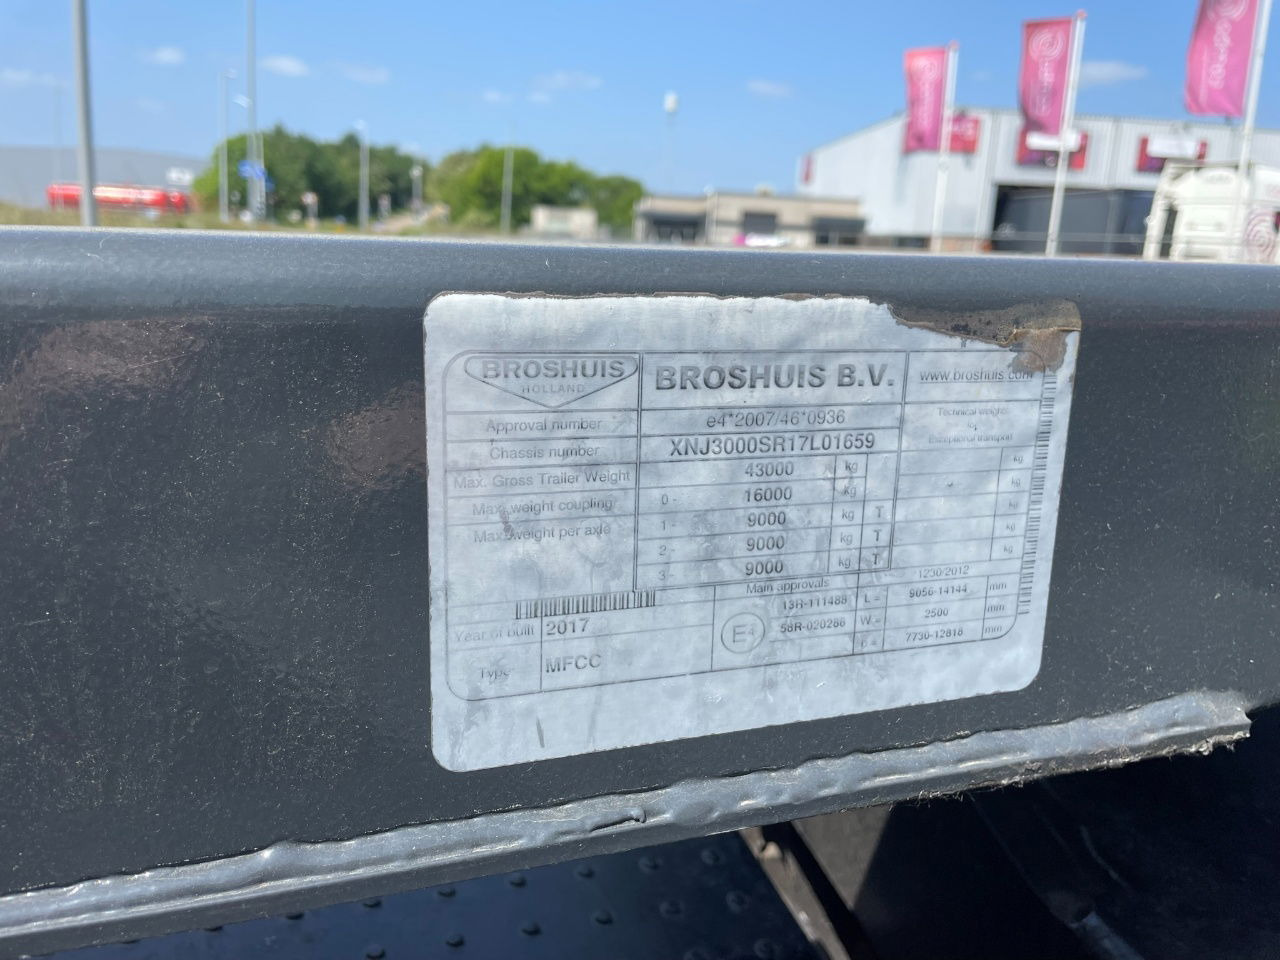 BROSHUIS
HOLLAND
BROSHUIS B.V.
www.broshuis.com
Approval number e4*2007/46*0936
Technical weights
for
Exceptional transport
Chassis number XNJ3000SR17L01659
Max. Gross Trailer Weight 43000 kg kg
Max. weight coupling 0 - 16000 kg kg
Max. weight per axle 1 - 9000 kg T kg
2 - 9000 kg T kg
3 - 9000 kg T kg
1230/2012
Main approvals
E4
13R-111488
58R-020286
L = 9056-14144 mm
W = 2500 mm
7730-12818 mm
Year of built 2017
Type MFCC